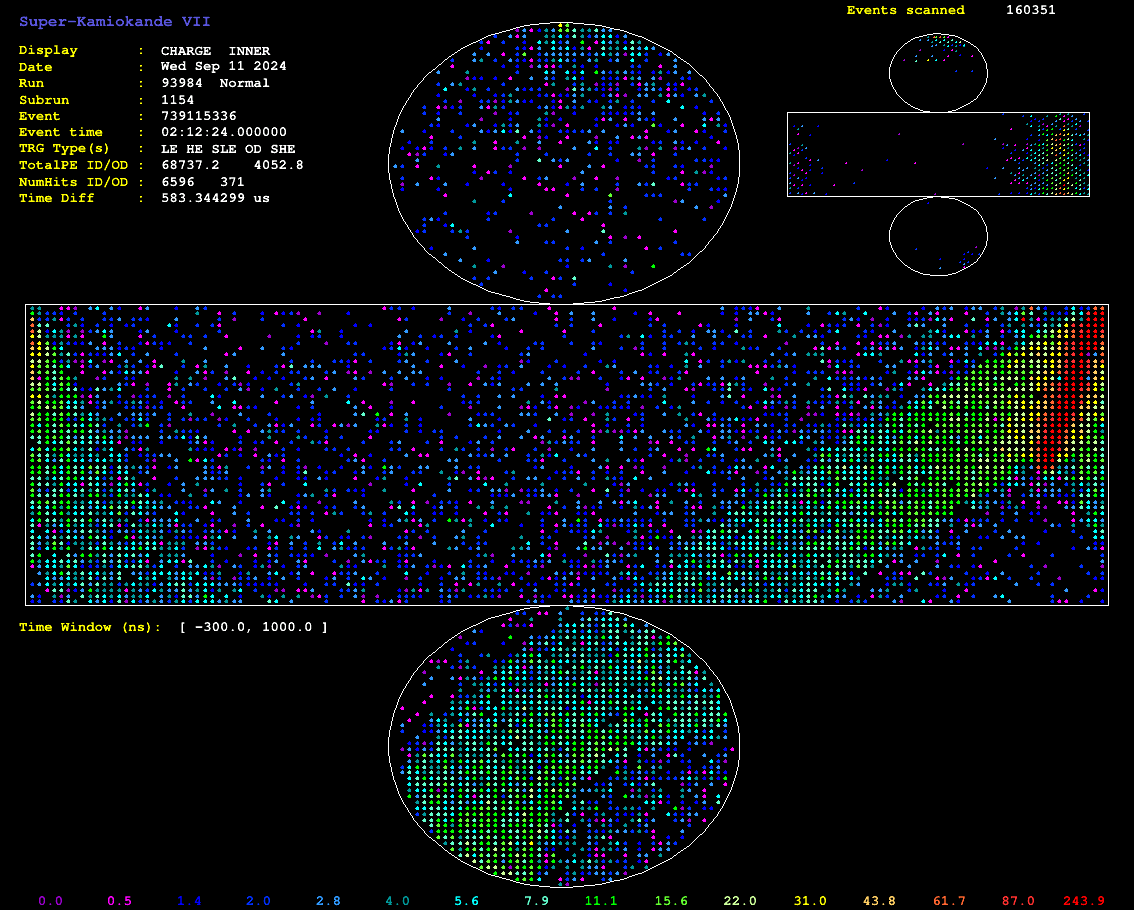 Super-Kamiokande VII
Events scanned 160351
Display : CHARGE INNER
Date : Wed Sep 11 2024
Run : 93984 Normal
Subrun : 1154
Event : 739115336
Event time : 02:12:24.000000
TRG Type(s) : LE HE SLE OD SHE
TotalPE ID/OD : 68737.2 4052.8
NumHits ID/OD : 6596 371
Time Diff : 583.344299 us
Time Window (ns): [ -300.0, 1000.0 ]
0.0 0.5 1.4 2.0 2.8 4.0 5.6 7.9 11.1 15.6 22.0 31.0 43.8 61.7 87.0 243.9